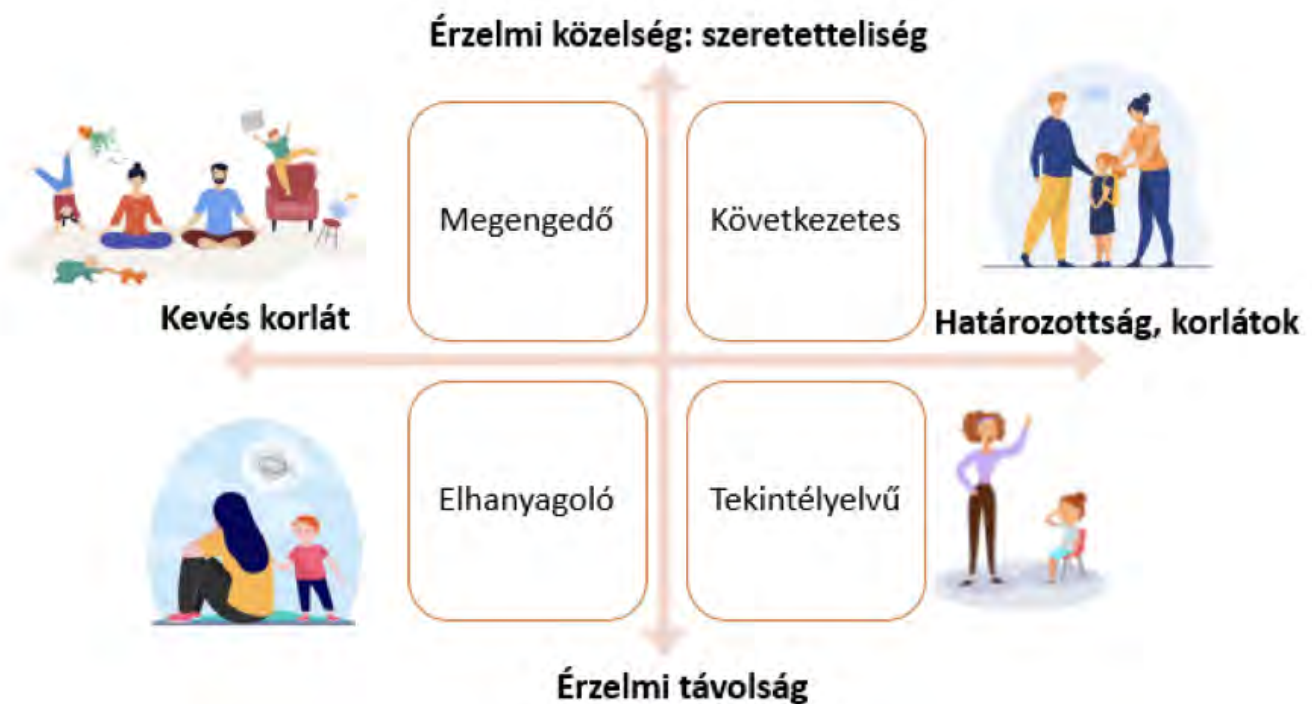 Érzelmi közelség: szeretetteliség
Megengedő
Következetes
Kevés korlát
Határozottság, korlátok
Elhanyagoló
Tekintélyelvű
Érzelmi távolság